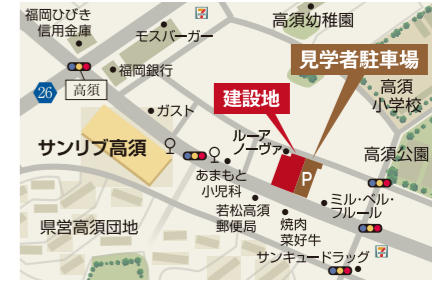 福岡ひびき
信用金庫
7
モスバーガー
高須幼稚園
見学者駐車場
福岡銀行
26
高須
高須
小学校
建設地
ガスト
サンリブ高須
ルーア
ノーヴァ
高須公園
P
あまもと
小児科
ミル・ベル・
フルール
若松高須
郵便局
焼肉
菜好牛
県営高須団地
サンキュードラッグ
7